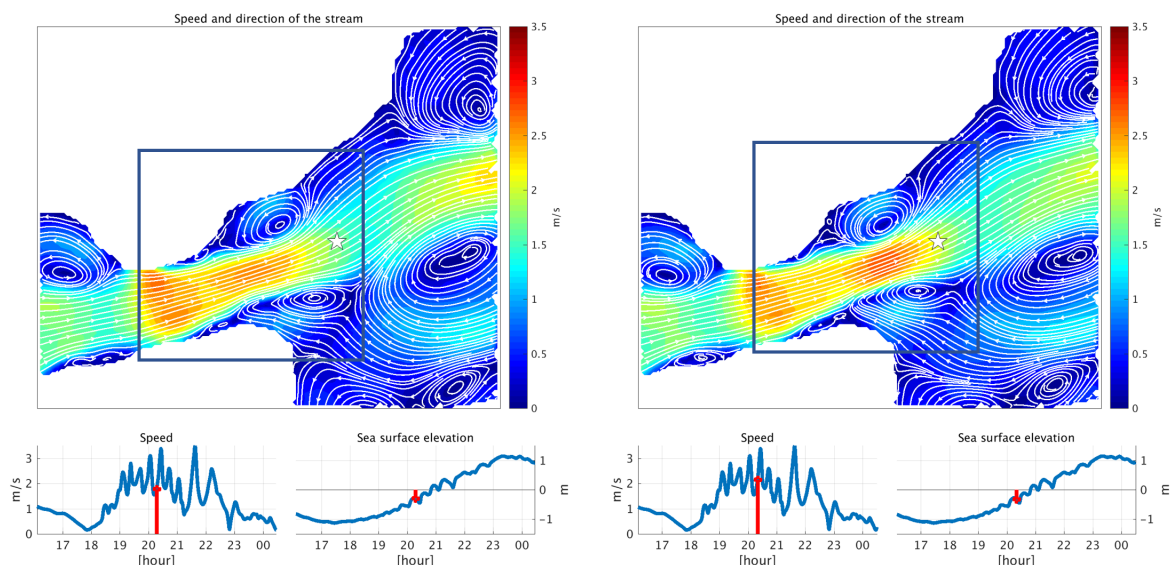 Speed and direction of the stream
3.5
3
2.5
2
1.5
1
0.5
0
m/s
Speed
m/s
3
2
1
0
17 18 19 20 21 22 23 00
[hour]
Sea surface elevation
1
0
-1
m
17 18 19 20 21 22 23 00
[hour]
Speed and direction of the stream
3.5
3
2.5
2
1.5
1
0.5
0
m/s
Speed
m/s
3
2
1
0
17 18 19 20 21 22 23 00
[hour]
Sea surface elevation
1
0
-1
m
17 18 19 20 21 22 23 00
[hour]